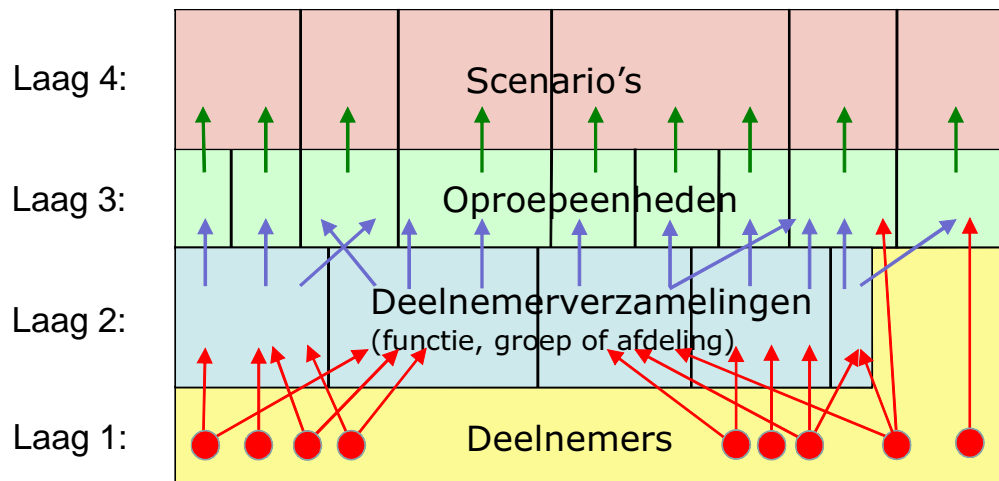 Laag 4:
Scenario's
Laag 3:
Oproepeenheden
Laag 2:
Deelnemerverzamelingen
(functie, groep of afdeling)
Laag 1:
Deelnemers